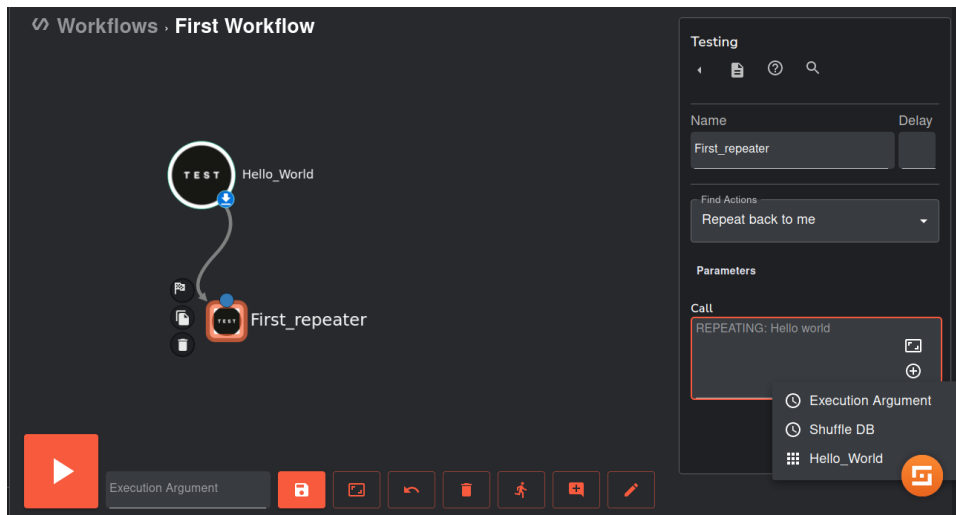 Workflows › First Workflow
TEST
Hello_World
TEST
First_repeater
Execution Argument
Testing
Name
Delay
First_repeater
Find Actions
Repeat back to me
Parameters
Call
REPEATING: Hello world
Execution Argument
Shuffle DB
Hello_World